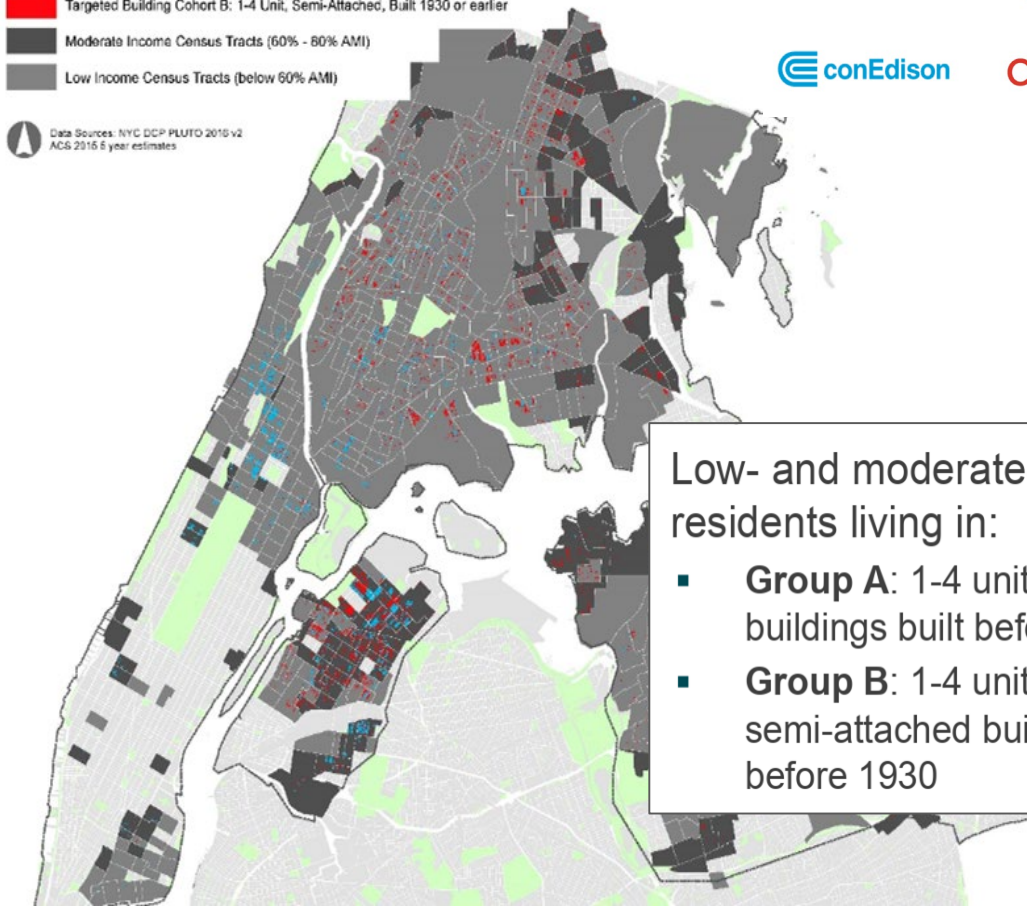 Targeted Building Cohort B: 1-4 Unit, Semi-Attached, Built 1930 or earlier
Moderate Income Census Tracts (60% - 80% AMI)
Low Income Census Tracts (below 60% AMI)
Data Sources: NYC DCP PLUTO 2016 v2
ACS 2015 5 year estimates
conEdison
Low- and moderate
residents living in:
▪ Group A: 1-4 unit
buildings built bef
▪ Group B: 1-4 unit
semi-attached bui
before 1930